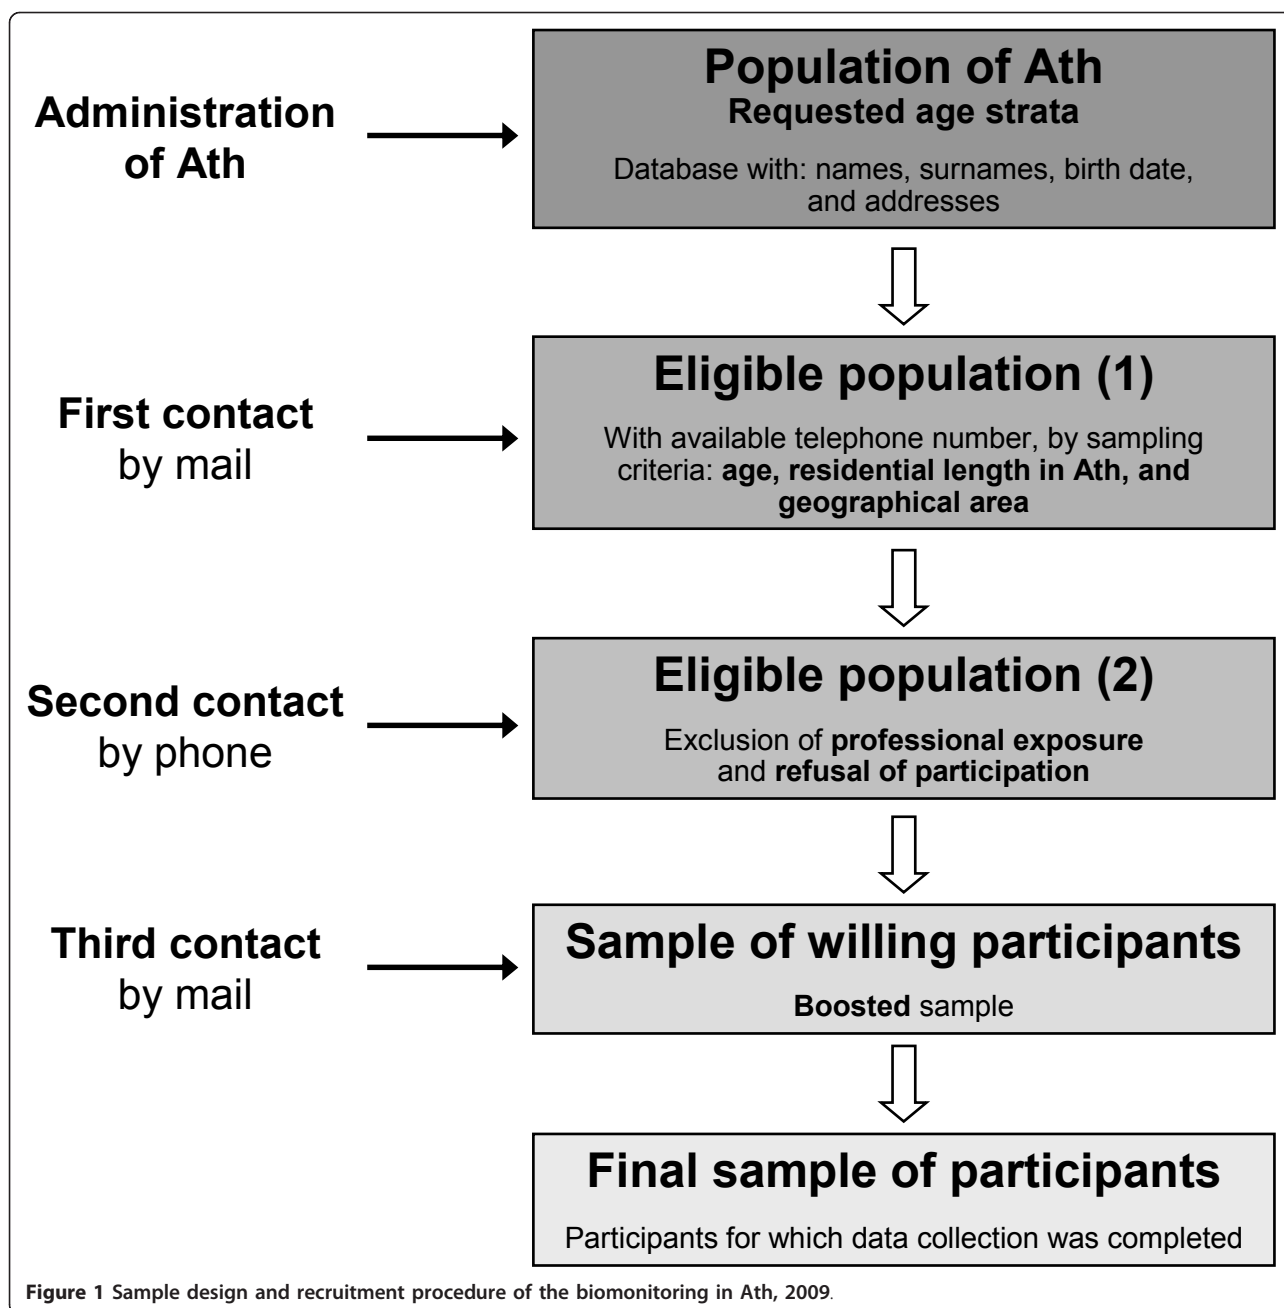 Administration
of Ath
Population of Ath
Requested age strata
Database with: names, surnames, birth date,
and addresses
First contact
by mail
Eligible population (1)
With available telephone number, by sampling
criteria: age, residential length in Ath, and
geographical area
Second contact
by phone
Eligible population (2)
Exclusion of professional exposure
and refusal of participation
Third contact
by mail
Sample of willing participants
Boosted sample
Final sample of participants
Participants for which data collection was completed
Figure 1 Sample design and recruitment procedure of the biomonitoring in Ath, 2009.